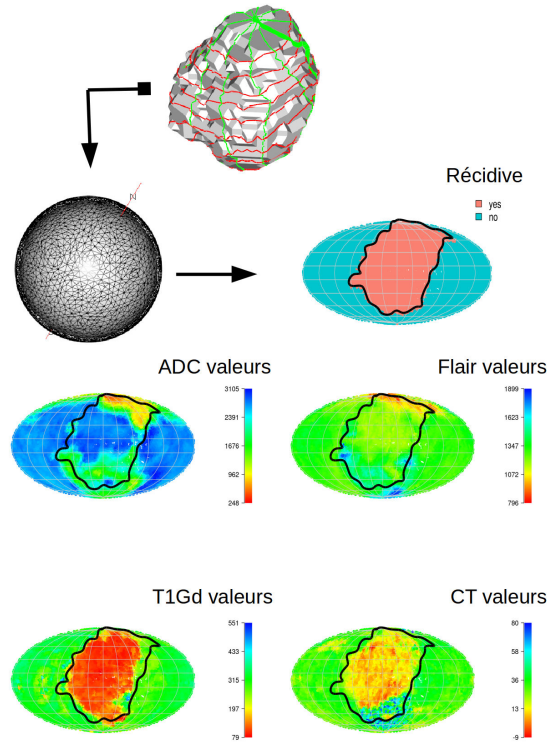 Récidive
yes
no
N
ADC valeurs
3105
2391
1676
962
248
Flair valeurs
1899
1623
1347
1072
796
T1Gd valeurs
551
433
315
197
79
CT valeurs
80
58
36
13
-9